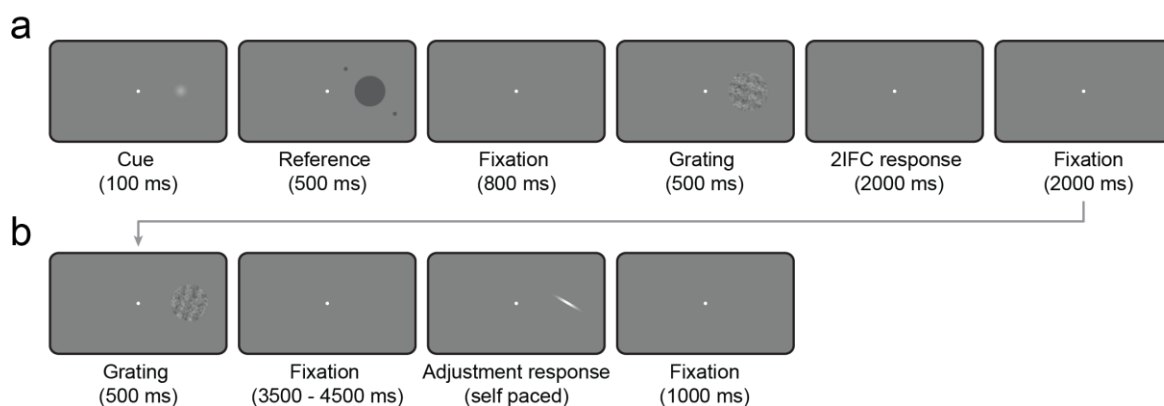 a
Cue
(100 ms)
Reference
(500 ms)
Fixation
(800 ms)
Grating
(500 ms)
2IFC response
(2000 ms)
Fixation
(2000 ms)
b
Grating
(500 ms)
Fixation
(3500 - 4500 ms)
Adjustment response
(self paced)
Fixation
(1000 ms)